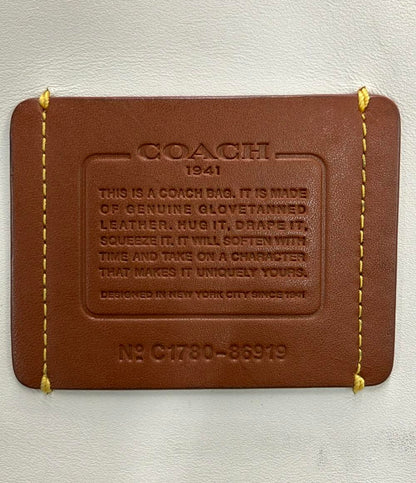 COACH
1941
THIS IS A COACH BAG. IT IS MADE
OF GENUINE GLOVETANNED
LEATHER. HUG IT, DRAPE IT,
SQUEEZE IT, IT WILL SOFTEN WITH
TIME AND TAKE ON A CHARACTER
THAT MAKES IT UNIQUELY YOURS.
DESIGNED IN NEW YORK CITY SINCE 1941
Nº C1780-86919